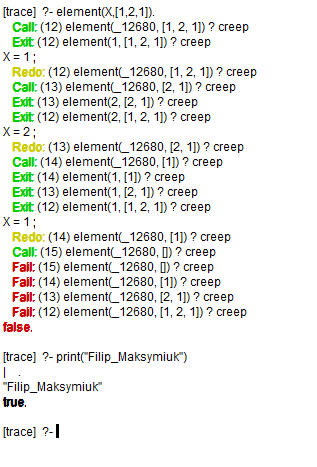 [trace]  ?- element(X,[1,2,1]).
   Call: (12) element(_12680, [1, 2, 1]) ? creep
   Exit: (12) element(1, [1, 2, 1]) ? creep
X = 1 ;
   Redo: (12) element(_12680, [1, 2, 1]) ? creep
   Call: (13) element(_12680, [2, 1]) ? creep
   Exit: (13) element(2, [2, 1]) ? creep
   Exit: (12) element(2, [1, 2, 1]) ? creep
X = 2 ;
   Redo: (13) element(_12680, [2, 1]) ? creep
   Call: (14) element(_12680, [1]) ? creep
   Exit: (14) element(1, [1]) ? creep
   Exit: (13) element(1, [2, 1]) ? creep
   Exit: (12) element(1, [1, 2, 1]) ? creep
X = 1 ;
   Redo: (14) element(_12680, [1]) ? creep
   Call: (15) element(_12680, []) ? creep
   Fail: (15) element(_12680, []) ? creep
   Fail: (14) element(_12680, [1]) ? creep
   Fail: (13) element(_12680, [2, 1]) ? creep
   Fail: (12) element(_12680, [1, 2, 1]) ? creep
false.
[trace]  ?- print("Filip_Maksymiuk")
|    .
"Filip_Maksymiuk"
true.
[trace]  ?-